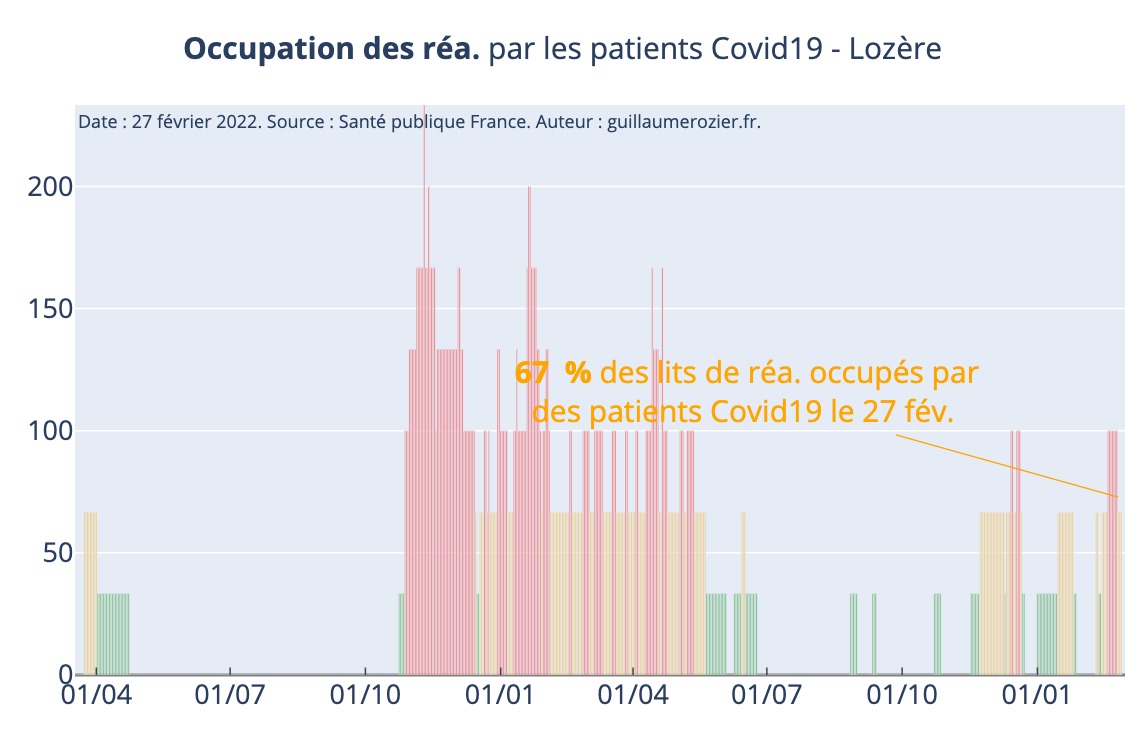 Occupation des réa. par les patients Covid19 - Lozère
Date : 27 février 2022. Source : Santé publique France. Auteur : guillaumerozier.fr.
200
150
67 % des lits de réa. occupés par
des patients Covid19 le 27 fév.
100
50
0
01/04 01/07 01/10 01/01 01/04 01/07 01/10 01/01